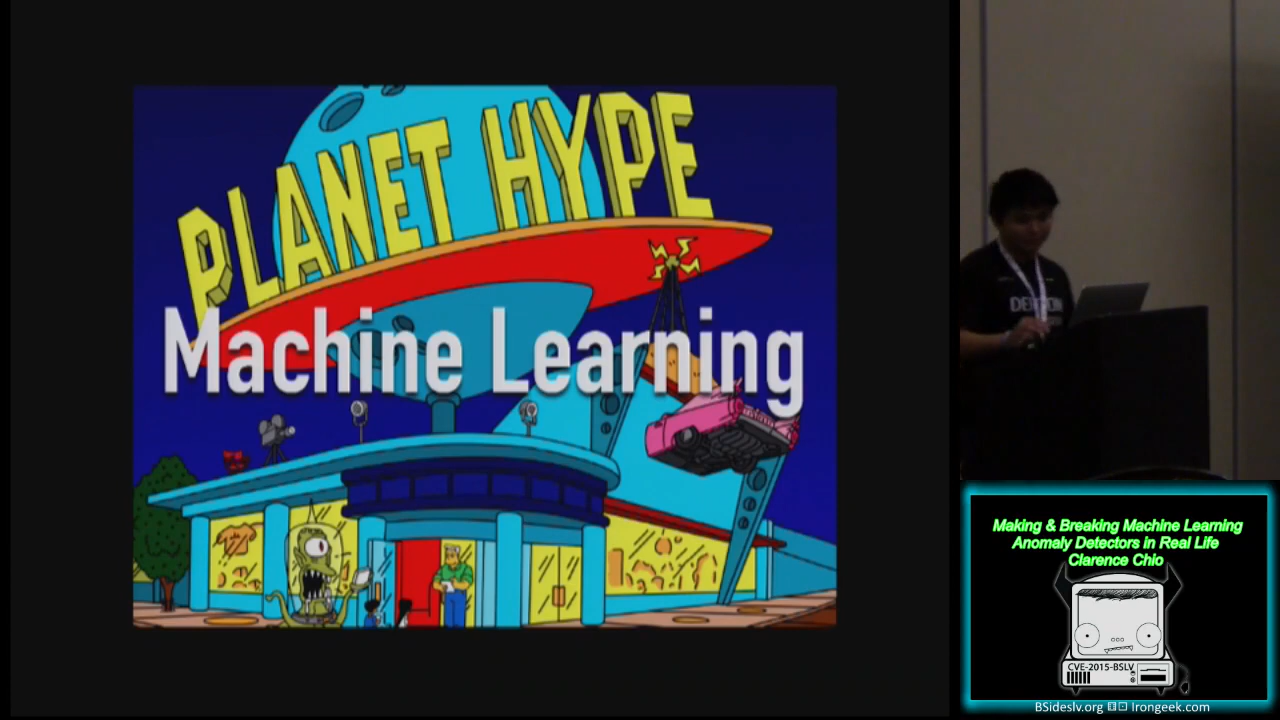 PLANET HYPE
Machine Learning
Making & Breaking Machine Learning
Anomaly Detectors in Real Life
Clarence Chio
CVE-2015-BSLV
BSideslv.org
Irongeek.com